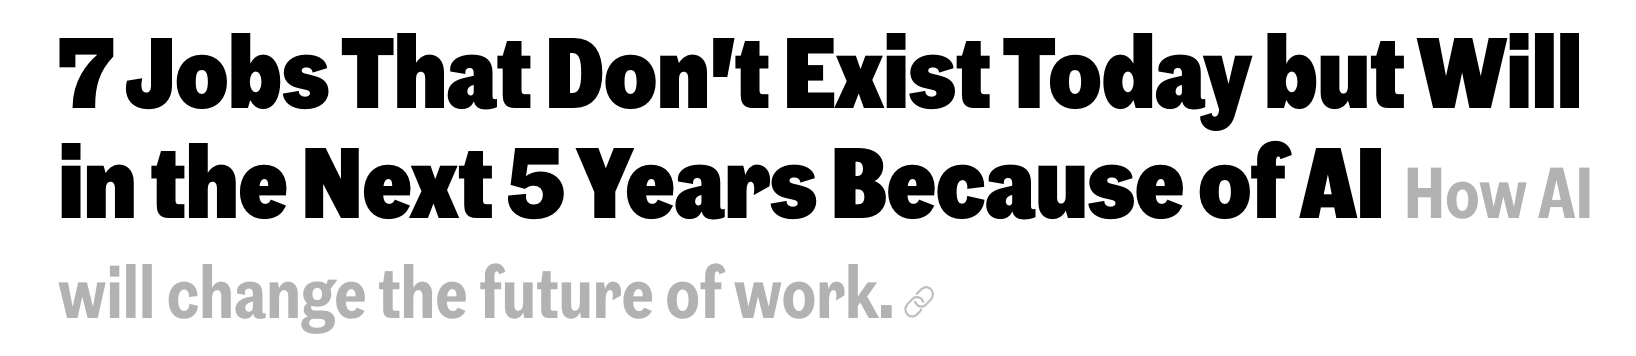 7 Jobs That Don't Exist Today but Will
in the Next 5 Years Because of AI How AI
will change the future of work.